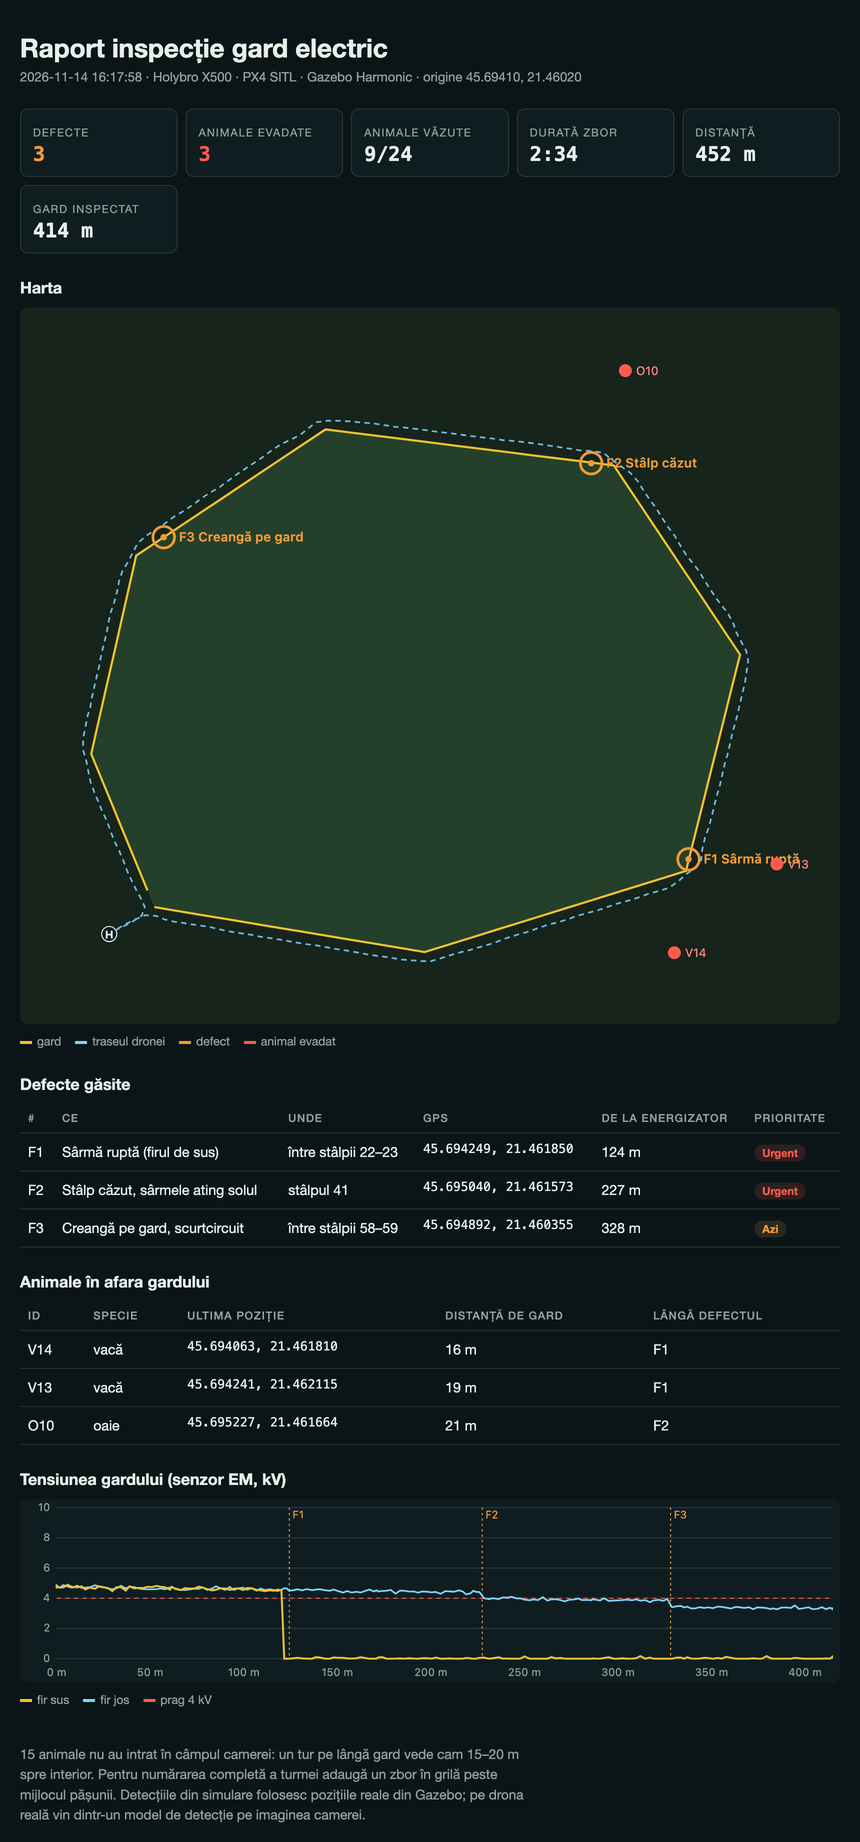 Raport inspecție gard electric
2026-11-14 16:17:58 · Holybro X500 · PX4 SITL · Gazebo Harmonic · origine 45.69410, 21.46020
DEFECTE
3
ANIMALE EVADATE
3
ANIMALE VĂZUTE
9/24
DURATĂ ZBOR
2:34
DISTANȚĂ
452 m
GARD INSPECTAT
414 m
Harta
O10
F2 Stâlp căzut
F3 Creangă pe gard
F1 Sârmă ruptă
V13
H
V14
gard traseul dronei defect animal evadat
Defecte găsite
# CE UNDE GPS DE LA ENERGIZATOR PRIORITATE
F1 Sârmă ruptă (firul de sus) între stâlpii 22–23 45.694249, 21.461850 124 m Urgent
F2 Stâlp căzut, sârmele ating solul stâlpul 41 45.695040, 21.461573 227 m Urgent
F3 Creangă pe gard, scurtcircuit între stâlpii 58–59 45.694892, 21.460355 328 m Azi
Animale în afara gardului
ID SPECIE ULTIMA POZIȚIE DISTANȚĂ DE GARD LÂNGĂ DEFECTUL
V14 vacă 45.694063, 21.461810 16 m F1
V13 vacă 45.694241, 21.462115 19 m F1
O10 oaie 45.695227, 21.461664 21 m F2
Tensiunea gardului (senzor EM, kV)
10
F1 F2 F3
8
6
4
2
0
0 m 50 m 100 m 150 m 200 m 250 m 300 m 350 m 400 m
fir sus fir jos prag 4 kV
15 animale nu au intrat în câmpul camerei: un tur pe lângă gard vede cam 15–20 m
spre interior. Pentru numărarea completă a turmei adaugă un zbor în grilă peste
mijlocul pășunii. Detecțiile din simulare folosesc pozițiile reale din Gazebo; pe drona
reală vin dintr-un model de detecție pe imaginea camerei.